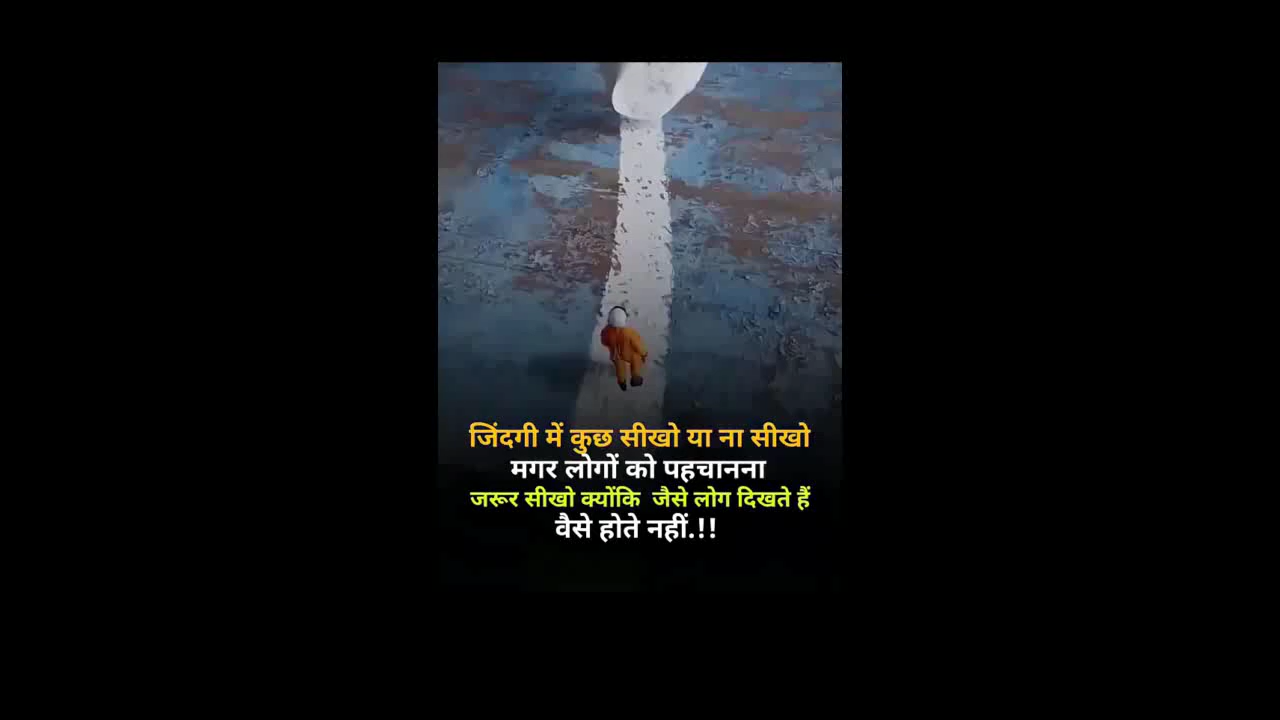 जिंदगी में कुछ सीखो या ना सीखो
मगर लोगों को पहचानना
जरूर सीखो क्योंकि जैसे लोग दिखते हैं
वैसे होते नहीं.!!